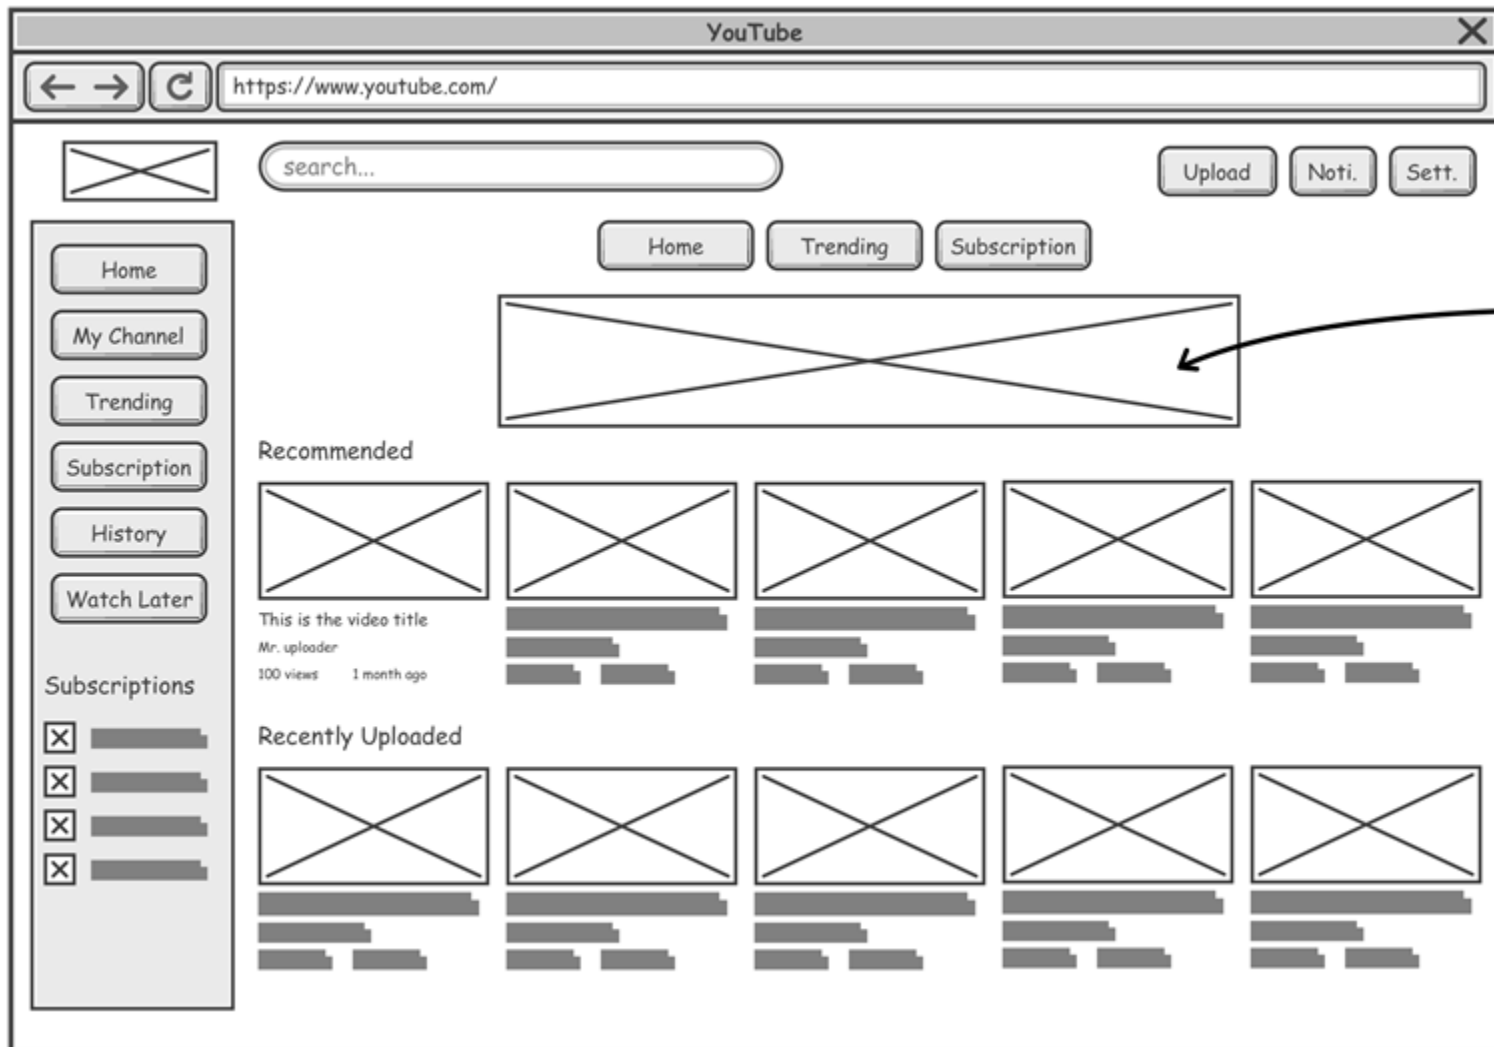 YouTube
https://www.youtube.com/
search...
Upload
Noti.
Sett.
Home
Trending
Subscription
Home
My Channel
Trending
Subscription
History
Watch Later
Subscriptions
Recommended
This is the video title
Mr. uploader
100 views 1 month ago
Recently Uploaded